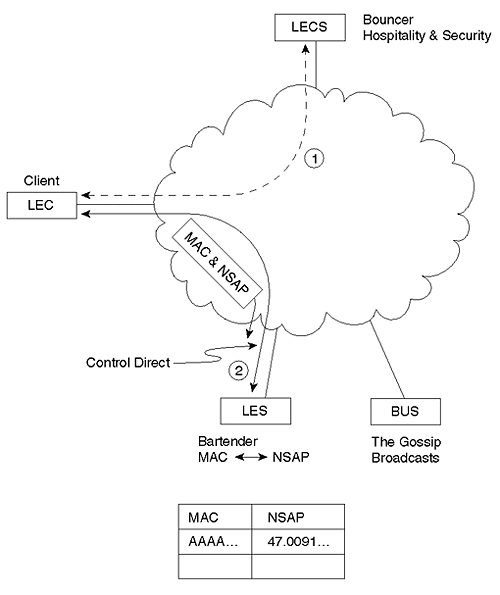 LECS
Bouncer
Hospitality & Security
1
Client
LEC
MAC & NSAP
Control Direct
2
LES
BUS
Bartender
MAC ↔ NSAP
The Gossip
Broadcasts
MAC NSAP
AAAA... 47.0091...